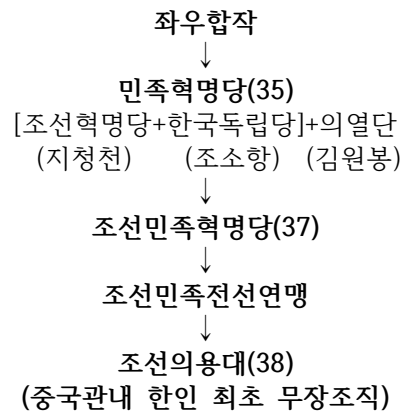 좌우합작
↓
민족혁명당(35)
[조선혁명당+한국독립당]+의열단
(지청천) (조소항) (김원봉)
↓
조선민족혁명당(37)
↓
조선민족전선연맹
↓
조선의용대(38)
(중국관내 한인 최초 무장조직)